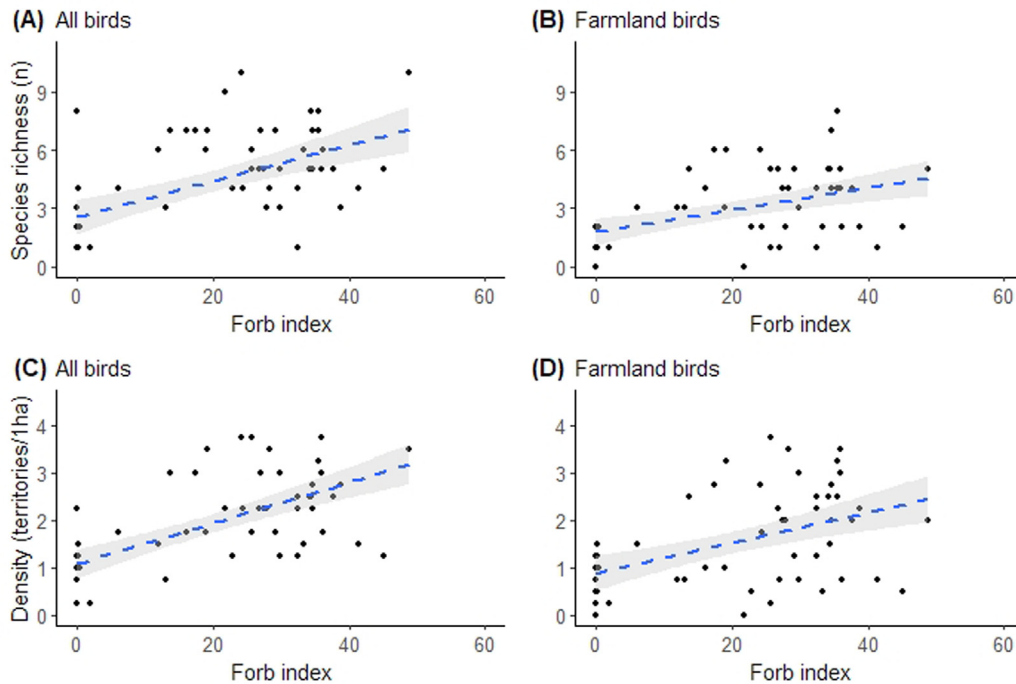 (A) All birds
Species richness (n)
9
6
3
0
0 20 40 60
Forb index
(B) Farmland birds
9
6
3
0
0 20 40 60
Forb index
(C) All birds
Density (territories/1ha)
4
3
2
1
0
0 20 40 60
Forb index
(D) Farmland birds
4
3
2
1
0
0 20 40 60
Forb index